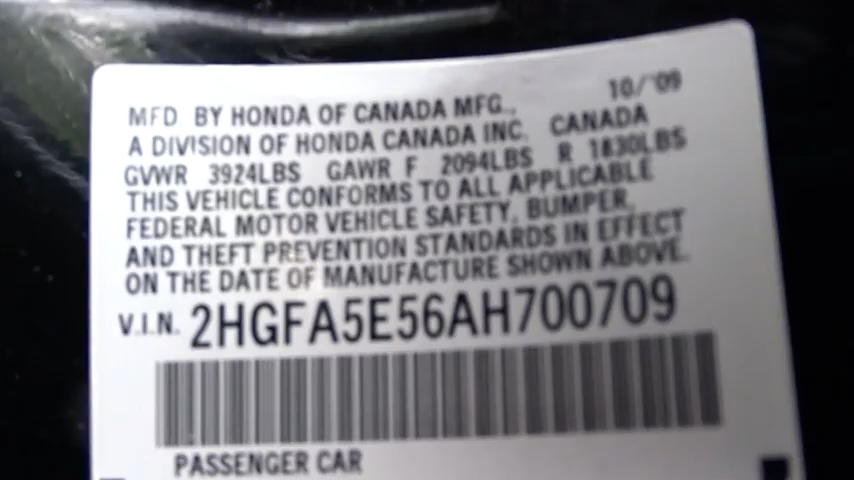 10/'09
MFD BY HONDA OF CANADA MFG.,
A DIVISION OF HONDA CANADA INC. CANADA
GVWR 3924LBS GAWR F 2094LBS R 1830LBS
THIS VEHICLE CONFORMS TO ALL APPLICABLE
FEDERAL MOTOR VEHICLE SAFETY, BUMPER,
AND THEFT PREVENTION STANDARDS IN EFFECT
ON THE DATE OF MANUFACTURE SHOWN ABOVE.
V.I.N. 2HGFA5E56AH700709
PASSENGER CAR